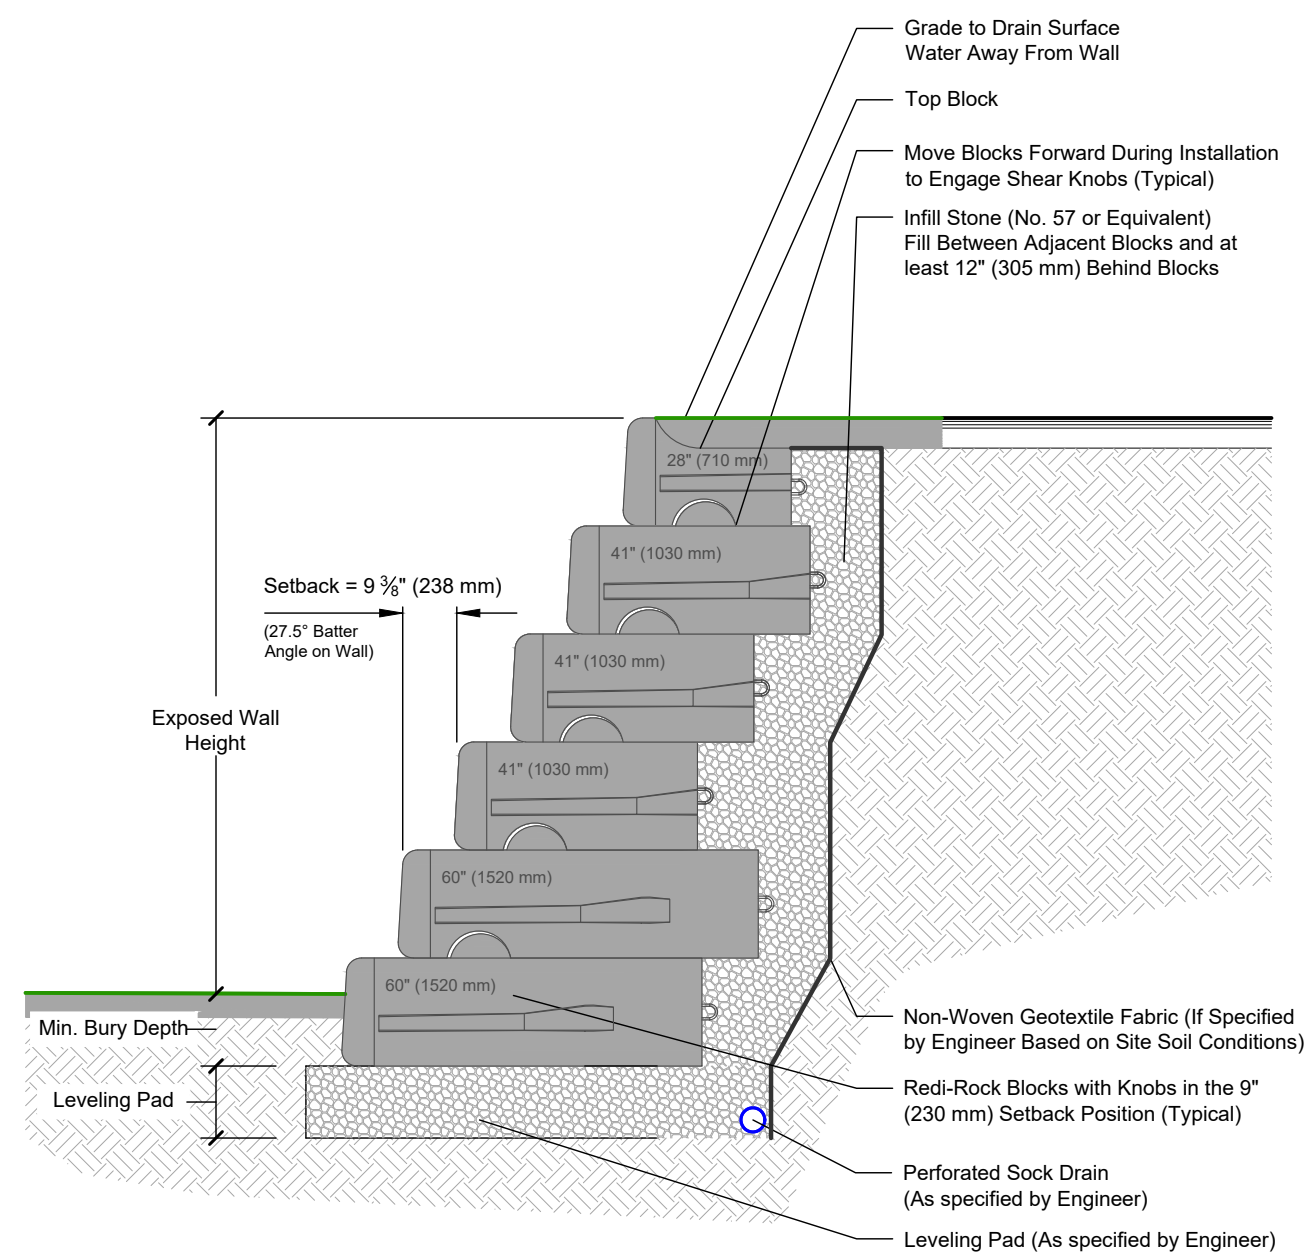 Grade to Drain Surface
Water Away From Wall
Top Block
Move Blocks Forward During Installation
to Engage Shear Knobs (Typical)
Infill Stone (No. 57 or Equivalent)
Fill Between Adjacent Blocks and at
least 12" (305 mm) Behind Blocks
28" (710 mm)
41" (1030 mm)
Setback = 9 ⅜" (238 mm)
(27.5° Batter
Angle on Wall)
41" (1030 mm)
Exposed Wall
Height
41" (1030 mm)
60" (1520 mm)
60" (1520 mm)
Min. Bury Depth
Leveling Pad
Non-Woven Geotextile Fabric (If Specified
by Engineer Based on Site Soil Conditions)
Redi-Rock Blocks with Knobs in the 9"
(230 mm) Setback Position (Typical)
Perforated Sock Drain
(As specified by Engineer)
Leveling Pad (As specified by Engineer)